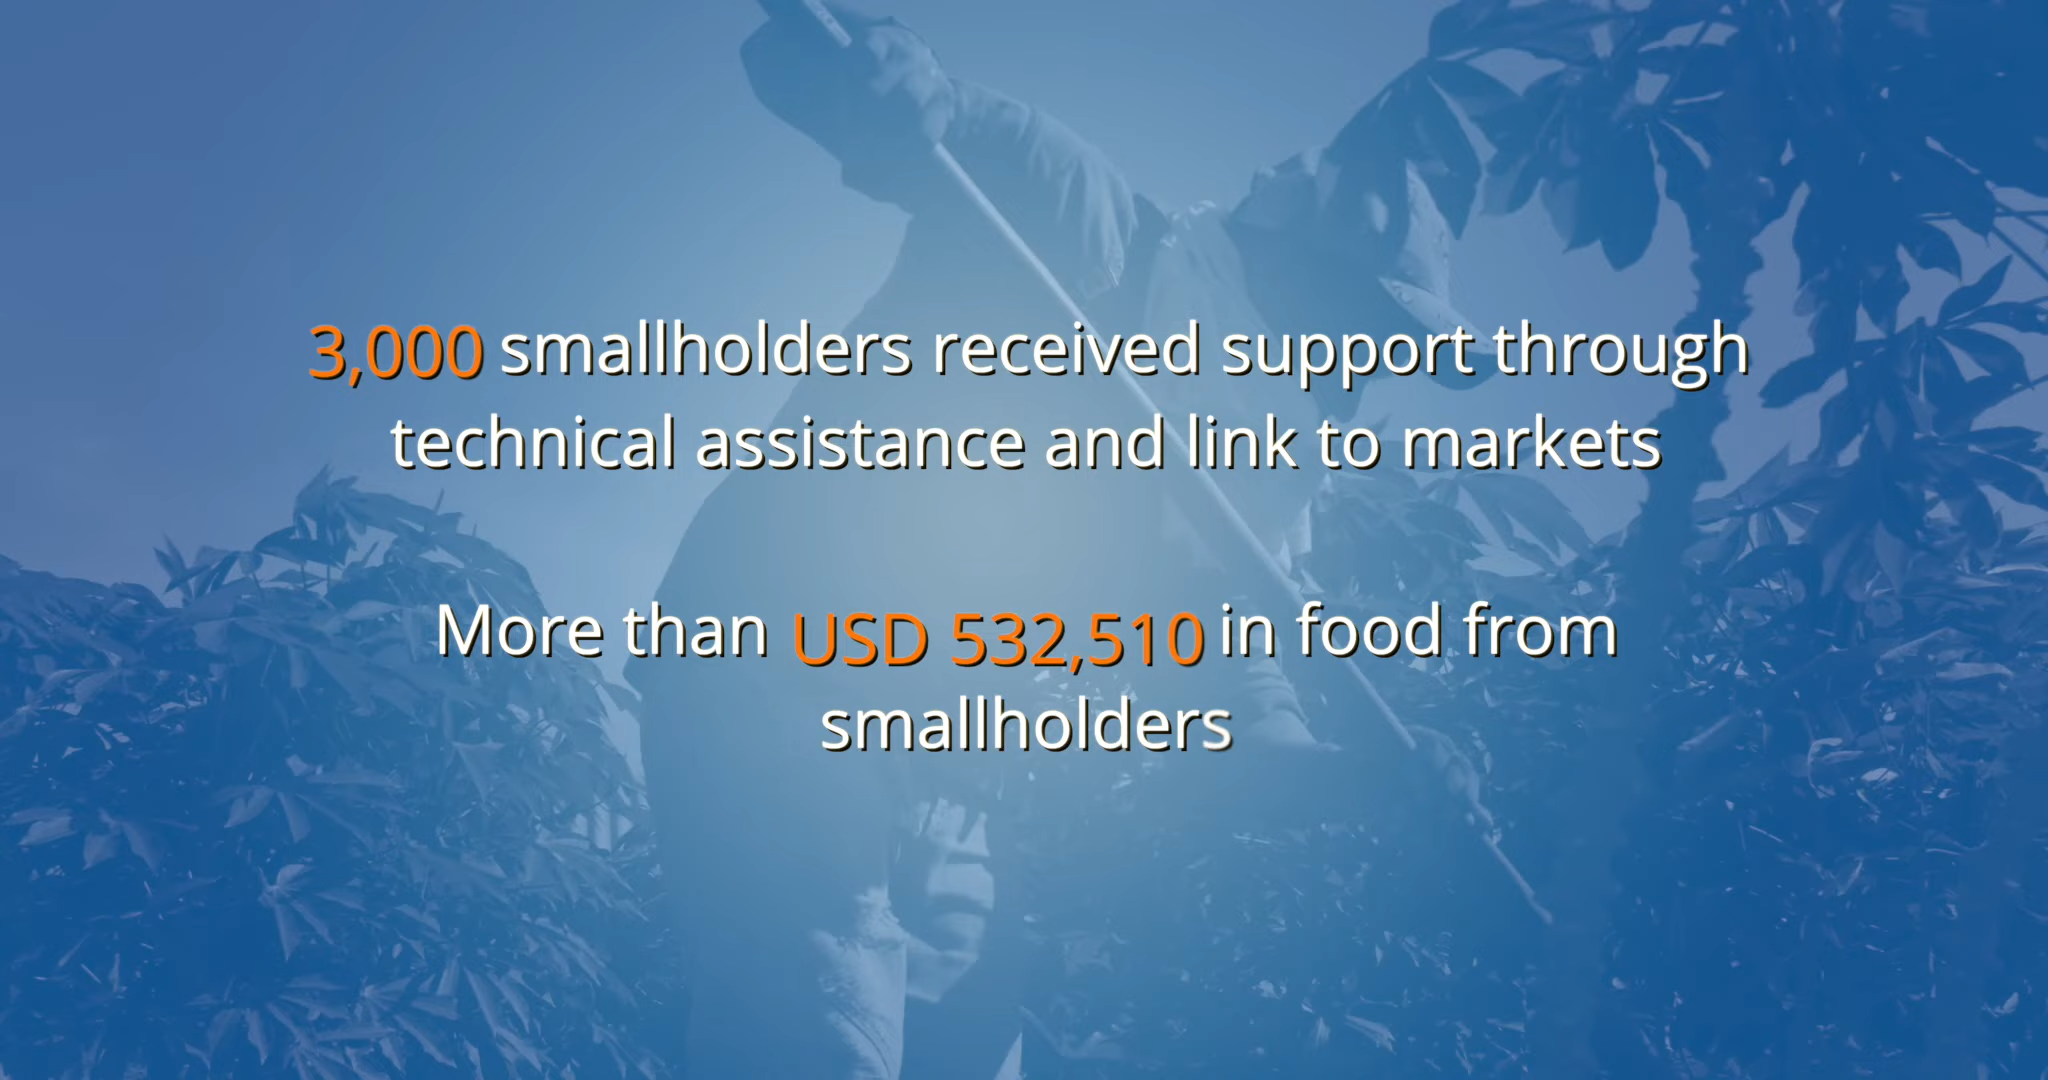 3,000 smallholders received support through
technical assistance and link to markets
More than USD 532,510 in food from
smallholders